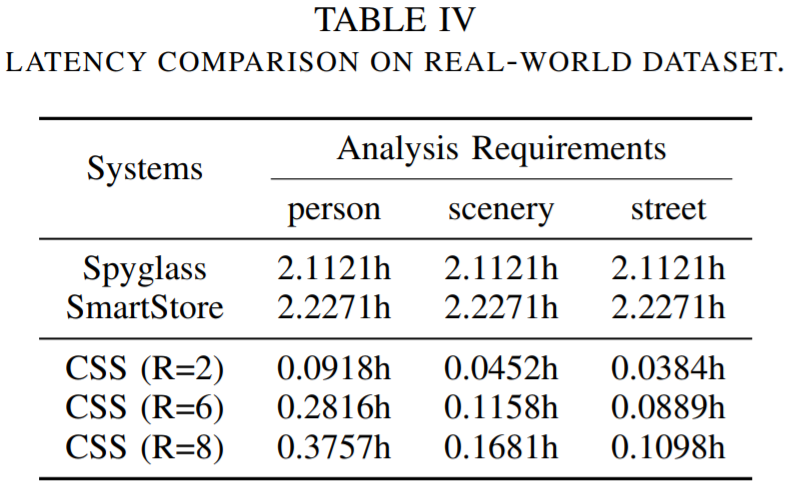 TABLE IV
LATENCY COMPARISON ON REAL-WORLD DATASET.
Systems Analysis Requirements
person scenery street
Spyglass 2.1121h 2.1121h 2.1121h
SmartStore 2.2271h 2.2271h 2.2271h
CSS (R=2) 0.0918h 0.0452h 0.0384h
CSS (R=6) 0.2816h 0.1158h 0.0889h
CSS (R=8) 0.3757h 0.1681h 0.1098h